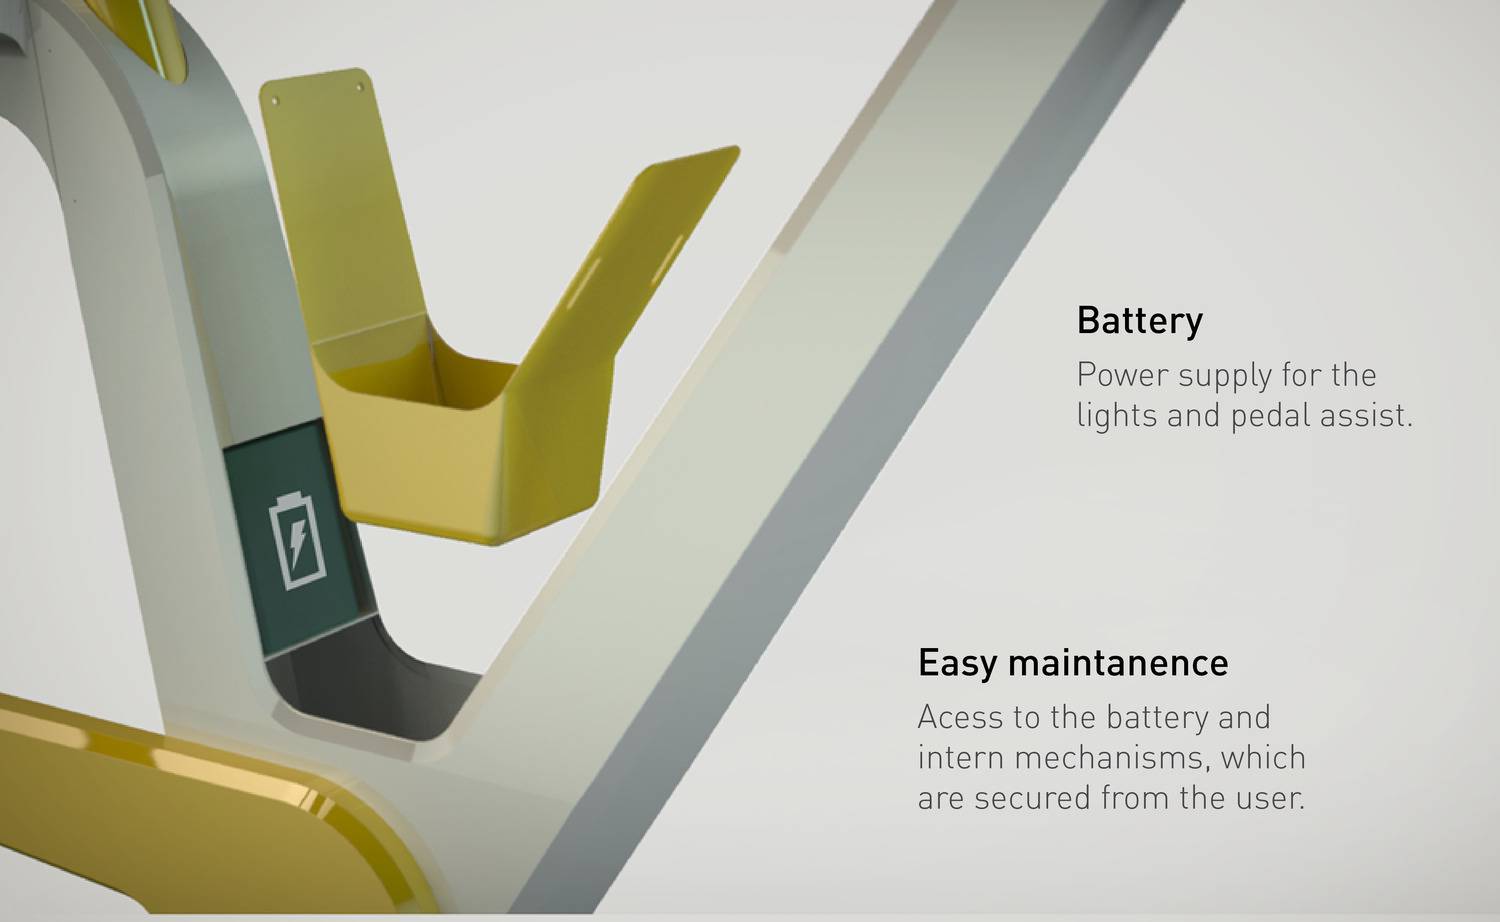 Battery
Power supply for the
lights and pedal assist.
Easy maintanence
Acess to the battery and
intern mechanisms, which
are secured from the user.